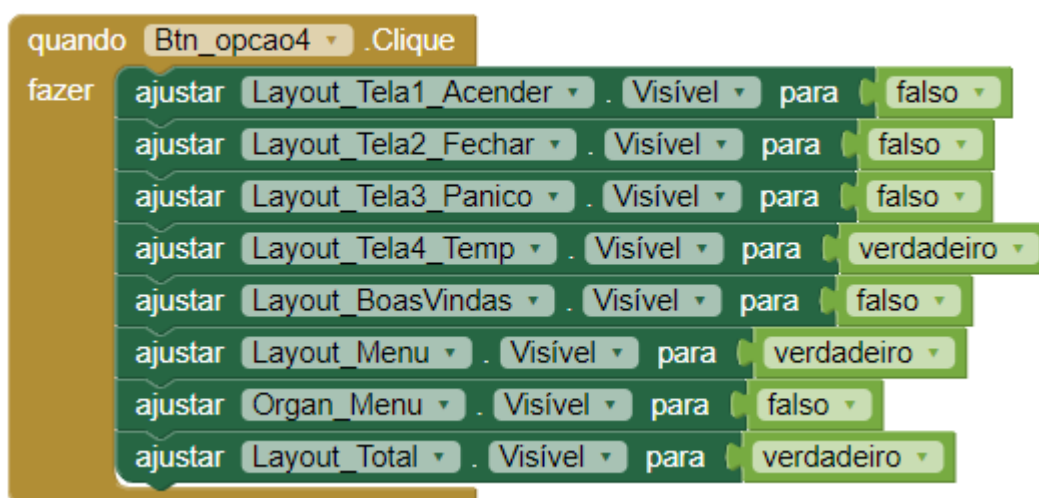 quando Btn_opcao4 .Clique
fazer ajustar Layout_Tela1_Acender . Visível para falso
ajustar Layout_Tela2_Fechar . Visível para falso
ajustar Layout_Tela3_Panico . Visível para falso
ajustar Layout_Tela4_Temp . Visível para verdadeiro
ajustar Layout_BoasVindas . Visível para falso
ajustar Layout_Menu . Visível para verdadeiro
ajustar Organ_Menu . Visível para falso
ajustar Layout_Total . Visível para verdadeiro